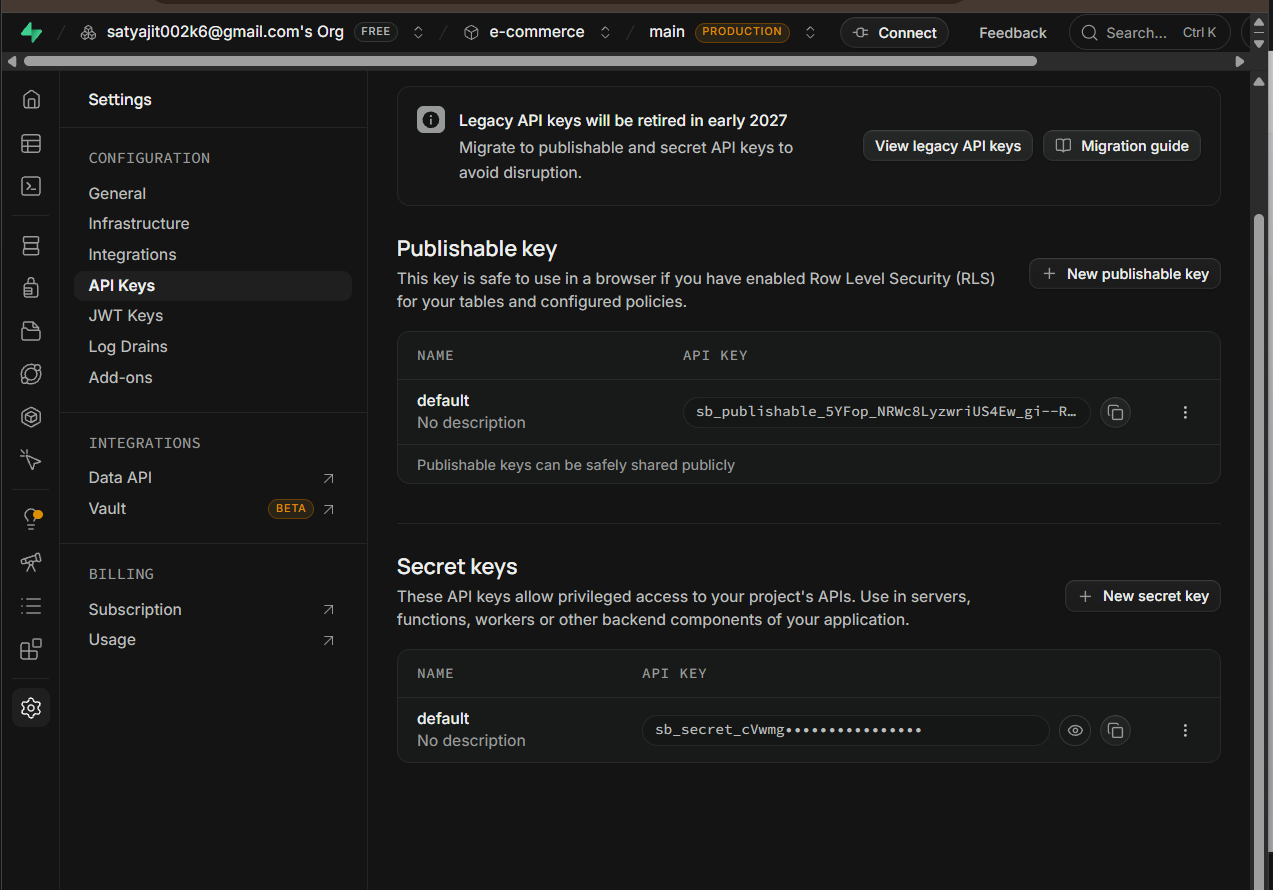 satyajit002k6@gmail.com's Org FREE e-commerce main PRODUCTION Connect Feedback Search... Ctrl K
Settings
CONFIGURATION
General
Infrastructure
Integrations
API Keys
JWT Keys
Log Drains
Add-ons
INTEGRATIONS
Data API
Vault BETA
BILLING
Subscription
Usage
Legacy API keys will be retired in early 2027
Migrate to publishable and secret API keys to
avoid disruption.
View legacy API keys Migration guide
Publishable key
This key is safe to use in a browser if you have enabled Row Level Security (RLS)
for your tables and configured policies.
New publishable key
NAME API KEY
default
No description
sb_publishable_5YFop_NRWc8LyzwriUS4Ew_gi--R…
Publishable keys can be safely shared publicly
Secret keys
These API keys allow privileged access to your project's APIs. Use in servers,
functions, workers or other backend components of your application.
New secret key
NAME API KEY
default
No description
sb_secret_cVwmg••••••••••••••••